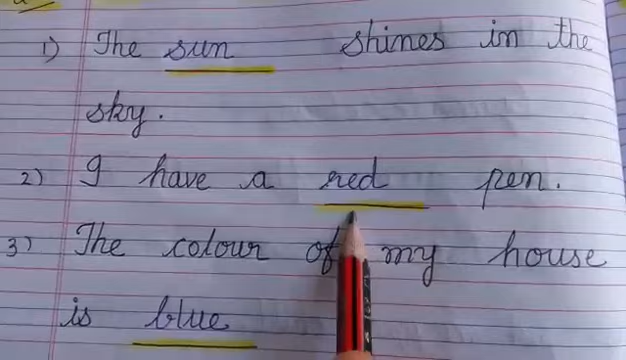 1) The sun shines in the
sky.
2) I have a red pen.
3) The colour of my house
is blue